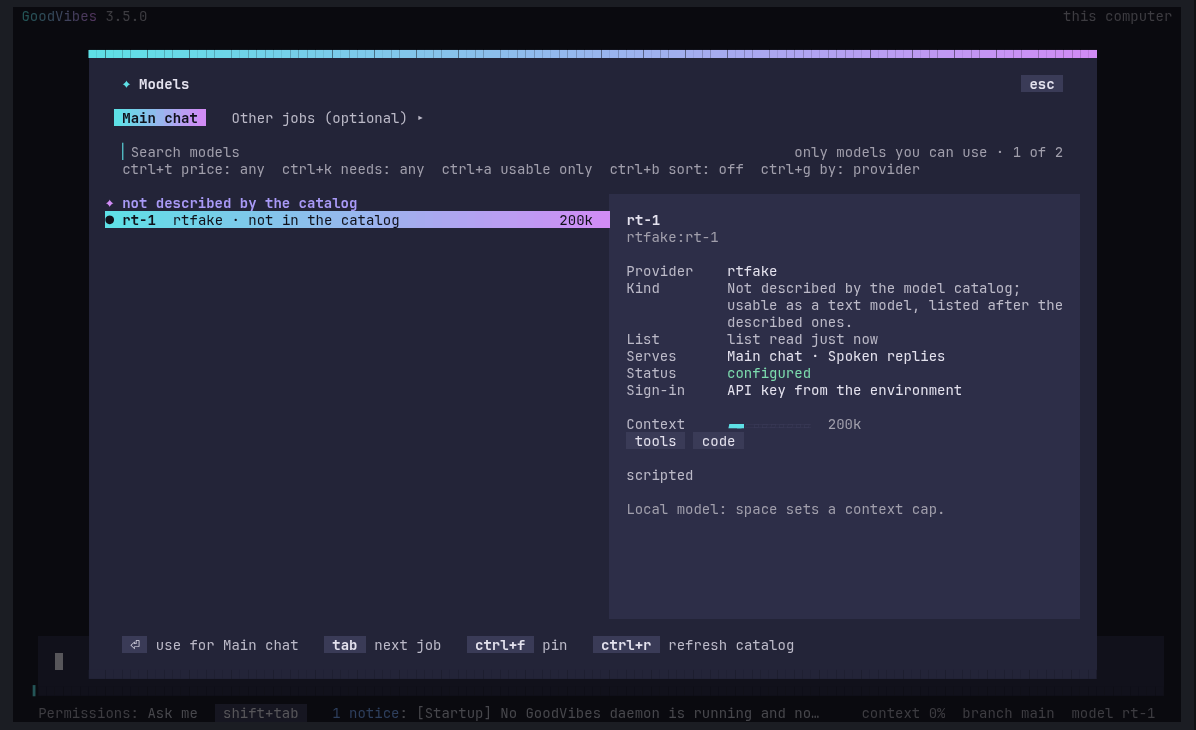 GoodVibes 3.5.0 this computer
✦ Models esc
Main chat Other jobs (optional) ▸
Search models only models you can use · 1 of 2
ctrl+t price: any ctrl+k needs: any ctrl+a usable only ctrl+b sort: off ctrl+g by: provider
✦ not described by the catalog
● rt-1 rtfake · not in the catalog 200k
rt-1
rtfake:rt-1
Provider rtfake
Kind Not described by the model catalog;
usable as a text model, listed after the
described ones.
List list read just now
Serves Main chat · Spoken replies
Status configured
Sign-in API key from the environment
Context 200k
tools code
scripted
Local model: space sets a context cap.
⏎ use for Main chat tab next job ctrl+f pin ctrl+r refresh catalog
Permissions: Ask me shift+tab 1 notice: [Startup] No GoodVibes daemon is running and no… context 0% branch main model rt-1